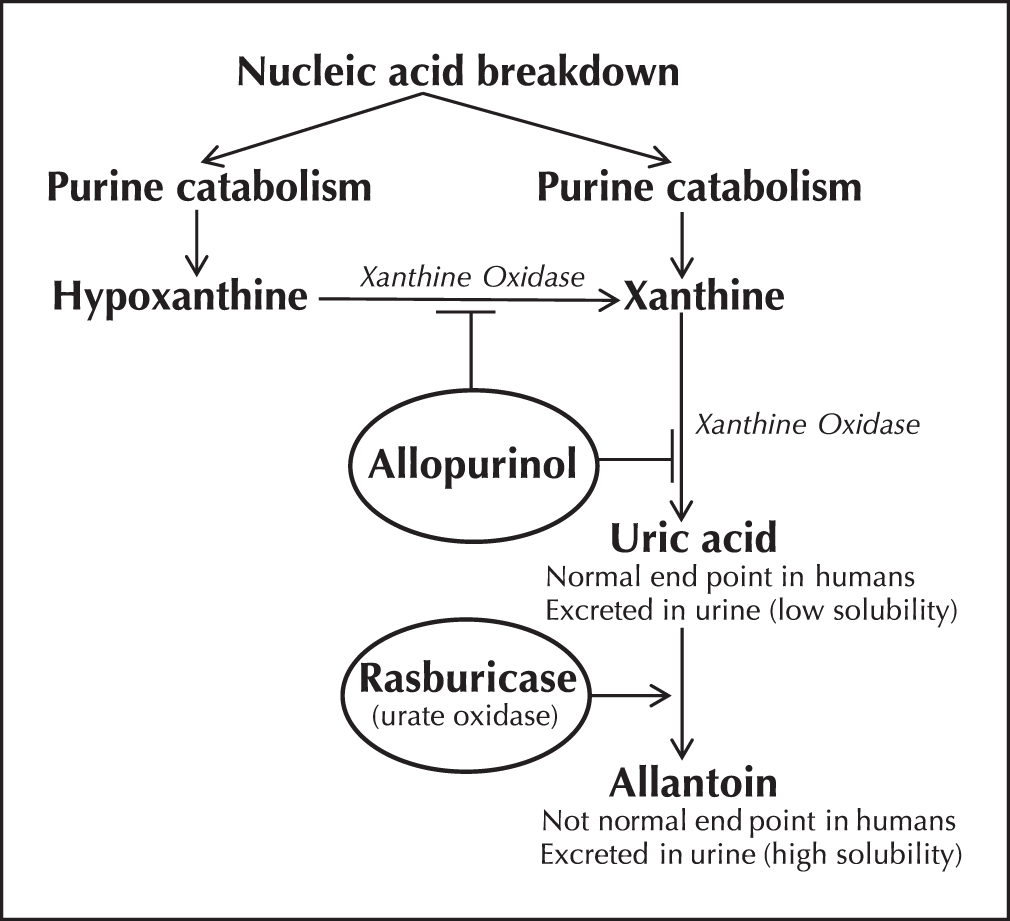 Nucleic acid breakdown
Purine catabolism
Purine catabolism
Hypoxanthine
Xanthine Oxidase
Xanthine
Xanthine Oxidase
Allopurinol
Uric acid
Normal end point in humans
Excreted in urine (low solubility)
Rasburicase
(urate oxidase)
Allantoin
Not normal end point in humans
Excreted in urine (high solubility)